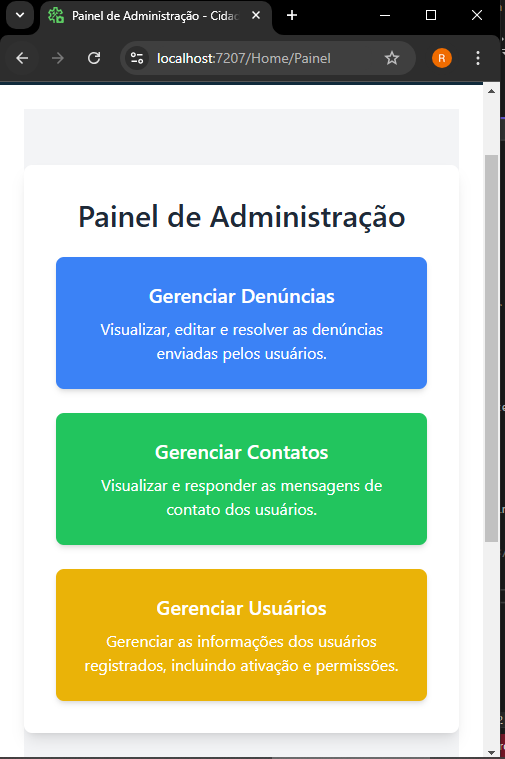 Painel de Administração - Cidad
localhost:7207/Home/Painel
R
Painel de Administração
Gerenciar Denúncias
Visualizar, editar e resolver as denúncias
enviadas pelos usuários.
Gerenciar Contatos
Visualizar e responder as mensagens de
contato dos usuários.
Gerenciar Usuários
Gerenciar as informações dos usuários
registrados, incluindo ativação e permissões.